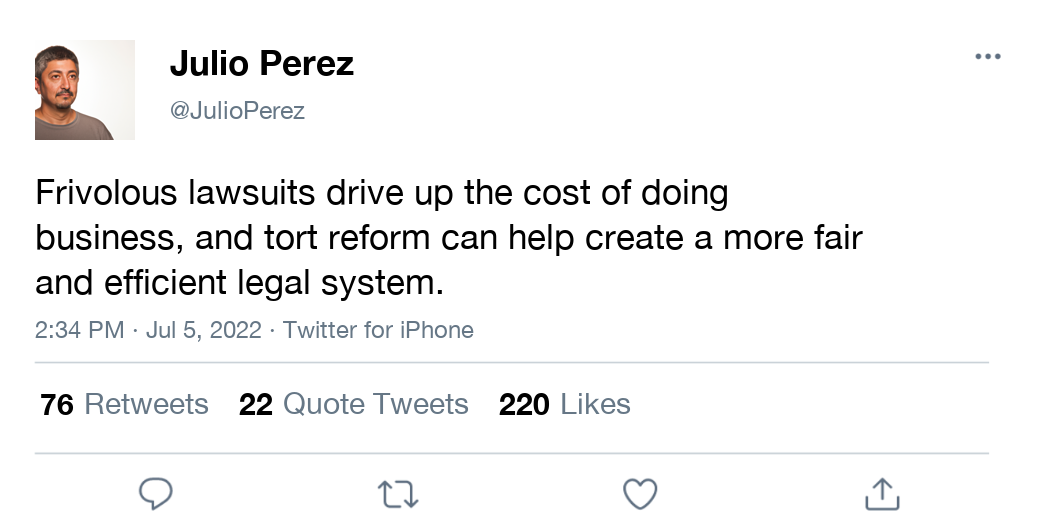 Julio Perez
@JulioPerez
Frivolous lawsuits drive up the cost of doing
business, and tort reform can help create a more fair
and efficient legal system.
2:34 PM · Jul 5, 2022 · Twitter for iPhone
76 Retweets 22 Quote Tweets 220 Likes